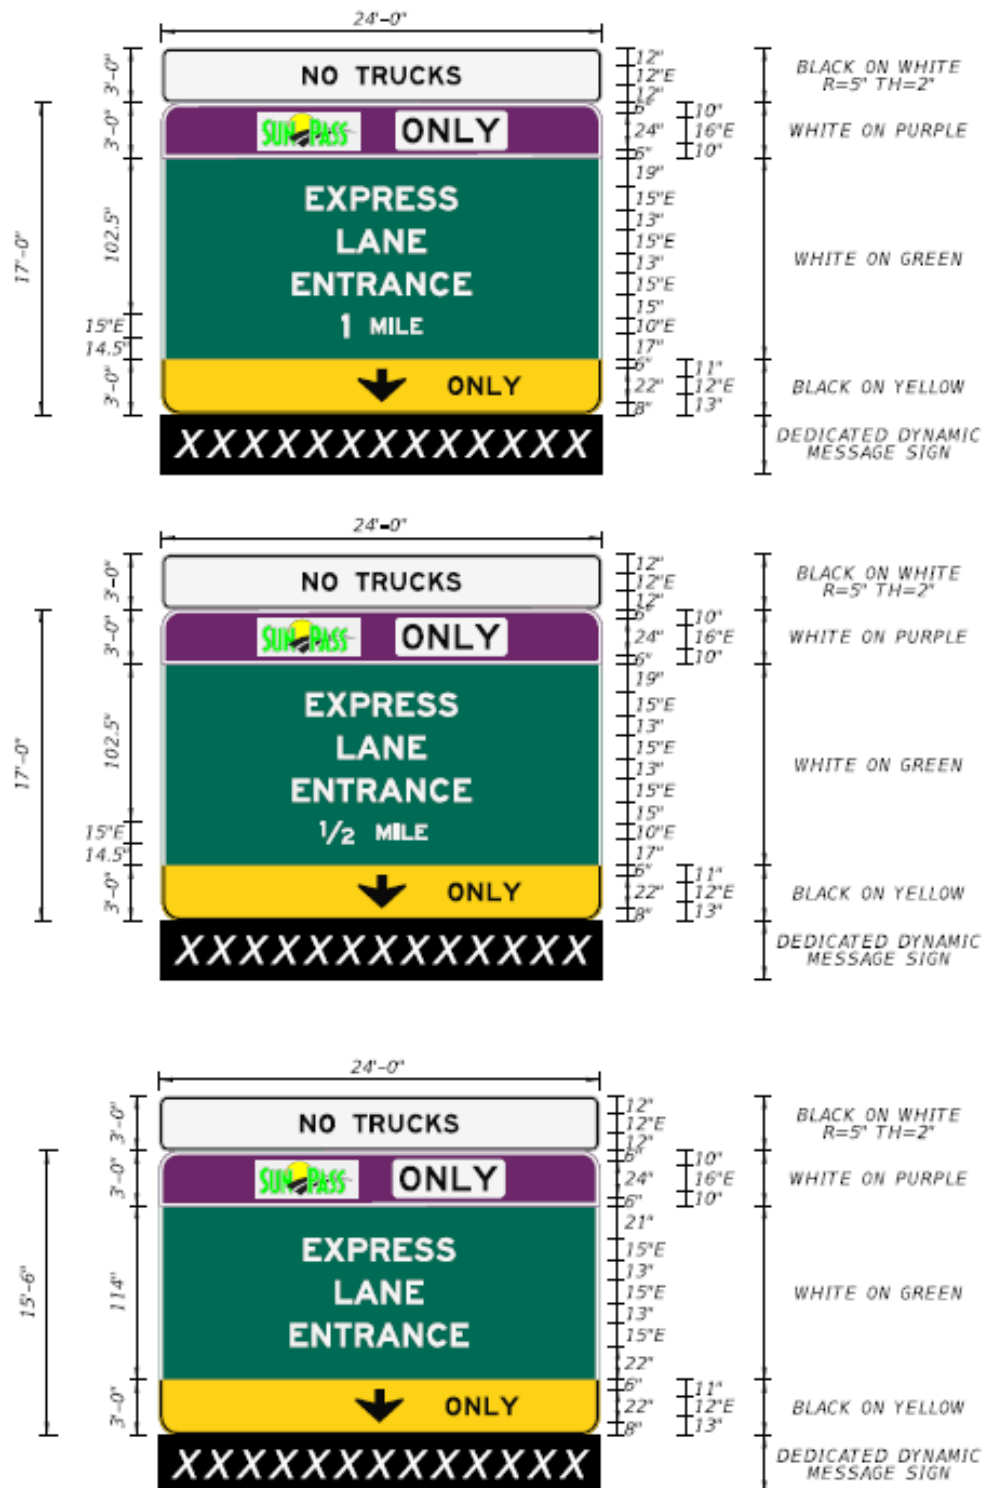 24'-0"
3'-0"
NO TRUCKS
12"
12"E
12"
BLACK ON WHITE
R=5" TH=2"
17'-0"
3'-0"
SUN PASS ONLY
6"
24"
6"
10"
16"E
10"
WHITE ON PURPLE
102.5"
15"E
14.5"
EXPRESS
LANE
ENTRANCE
1 MILE
19"
15"E
13"
15"E
13"
15"E
15"
10"E
17"
WHITE ON GREEN
3'-0"
ONLY
6"
22"
8"
11"
12"E
13"
BLACK ON YELLOW
XXXXXXXXXXXXXX
DEDICATED DYNAMIC
MESSAGE SIGN
24'-0"
3'-0"
NO TRUCKS
12"
12"E
12"
BLACK ON WHITE
R=5" TH=2"
17'-0"
3'-0"
SUN PASS ONLY
6"
24"
6"
10"
16"E
10"
WHITE ON PURPLE
102.5"
15"E
14.5"
EXPRESS
LANE
ENTRANCE
1/2 MILE
19"
15"E
13"
15"E
13"
15"E
15"
10"E
17"
WHITE ON GREEN
3'-0"
ONLY
6"
22"
8"
11"
12"E
13"
BLACK ON YELLOW
XXXXXXXXXXXXXX
DEDICATED DYNAMIC
MESSAGE SIGN
24'-0"
3'-0"
NO TRUCKS
12"
12"E
12"
BLACK ON WHITE
R=5" TH=2"
15'-6"
3'-0"
SUN PASS ONLY
6"
24"
6"
10"
16"E
10"
WHITE ON PURPLE
114"
EXPRESS
LANE
ENTRANCE
21"
15"E
13"
15"E
13"
15"E
22"
WHITE ON GREEN
3'-0"
ONLY
6"
22"
8"
11"
12"E
13"
BLACK ON YELLOW
XXXXXXXXXXXXXX
DEDICATED DYNAMIC
MESSAGE SIGN